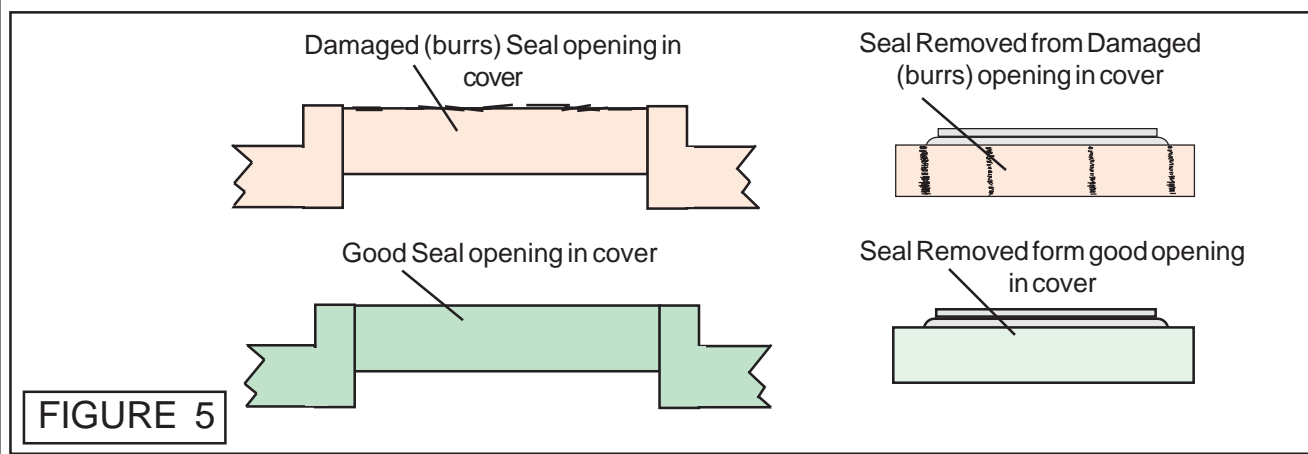 Damaged (burrs) Seal opening in
cover
Seal Removed from Damaged
(burrs) opening in cover
Good Seal opening in cover
Seal Removed form good opening
in cover
FIGURE 5